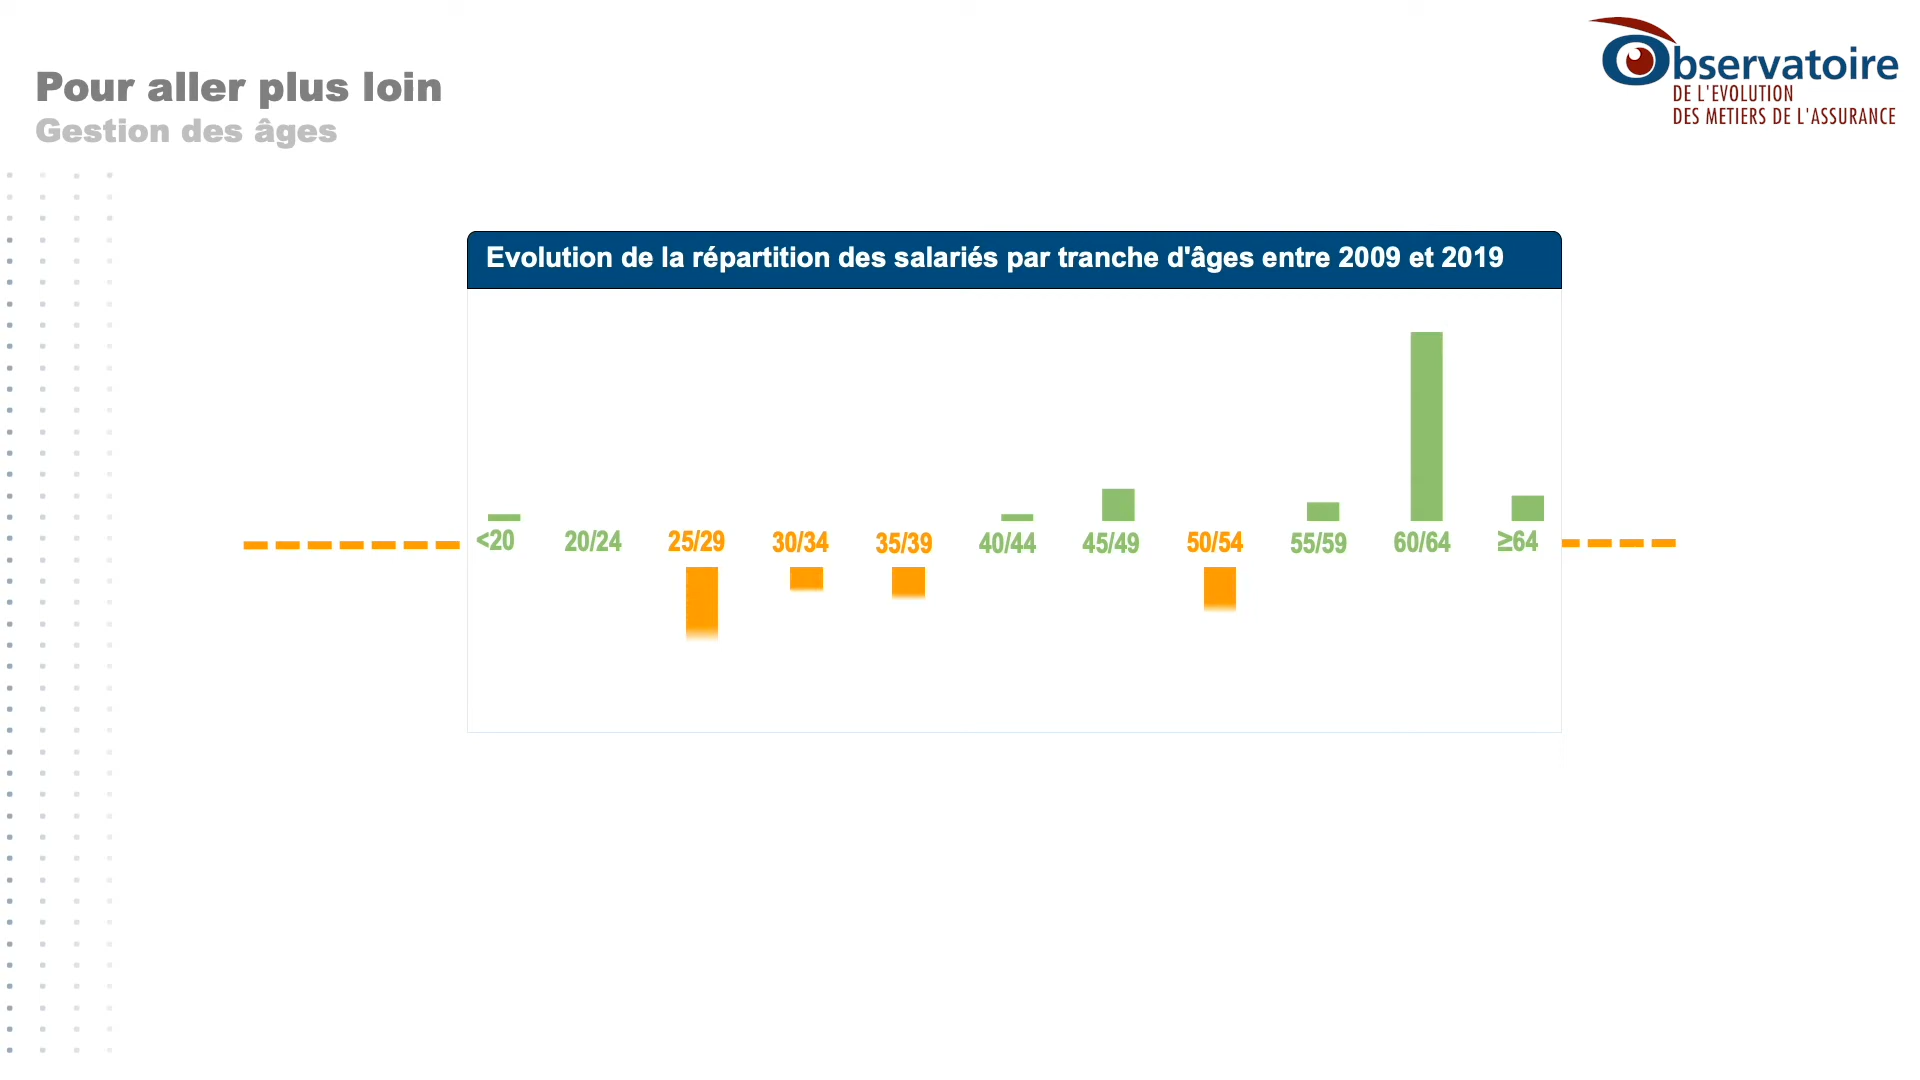 Pour aller plus loin
Gestion des âges
Observatoire
DE L'EVOLUTION
DES METIERS DE L'ASSURANCE
Evolution de la répartition des salariés par tranche d'âges entre 2009 et 2019
<20 20/24 25/29 30/34 35/39 40/44 45/49 50/54 55/59 60/64 ≥64